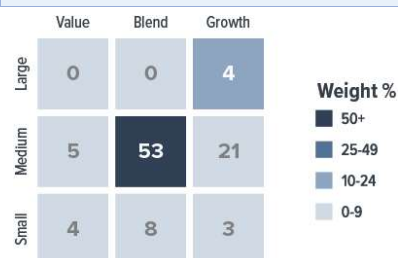 Value Blend Growth
Large 0 0 4
Medium 5 53 21
Small 4 8 3
Weight %
50+
25-49
10-24
0-9